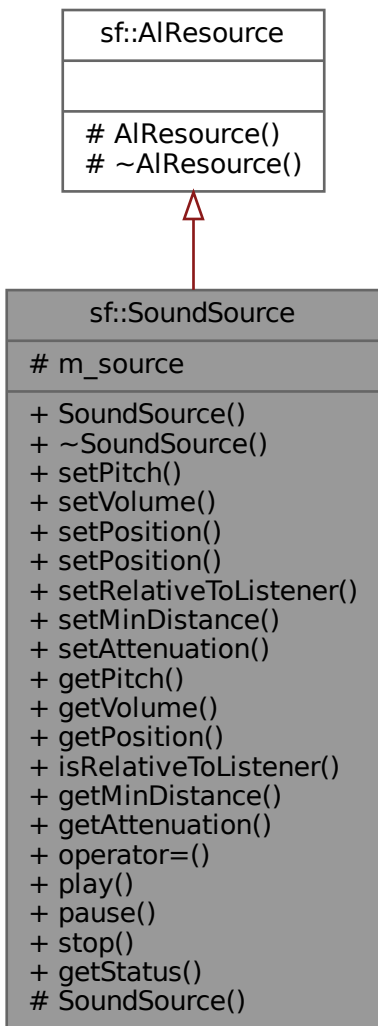 sf::AlResource
# AlResource()
# ~AlResource()
sf::SoundSource
# m_source
+ SoundSource()
+ ~SoundSource()
+ setPitch()
+ setVolume()
+ setPosition()
+ setPosition()
+ setRelativeToListener()
+ setMinDistance()
+ setAttenuation()
+ getPitch()
+ getVolume()
+ getPosition()
+ isRelativeToListener()
+ getMinDistance()
+ getAttenuation()
+ operator=()
+ play()
+ pause()
+ stop()
+ getStatus()
# SoundSource()